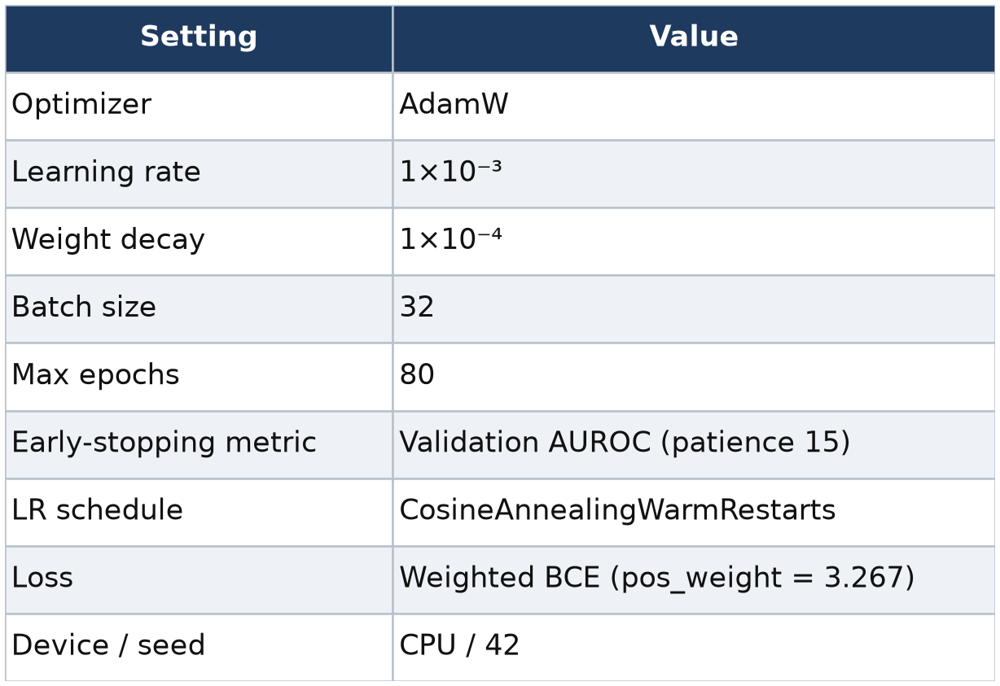 Setting Value
Optimizer AdamW
Learning rate 1×10⁻³
Weight decay 1×10⁻⁴
Batch size 32
Max epochs 80
Early-stopping metric Validation AUROC (patience 15)
LR schedule CosineAnnealingWarmRestarts
Loss Weighted BCE (pos_weight = 3.267)
Device / seed CPU / 42